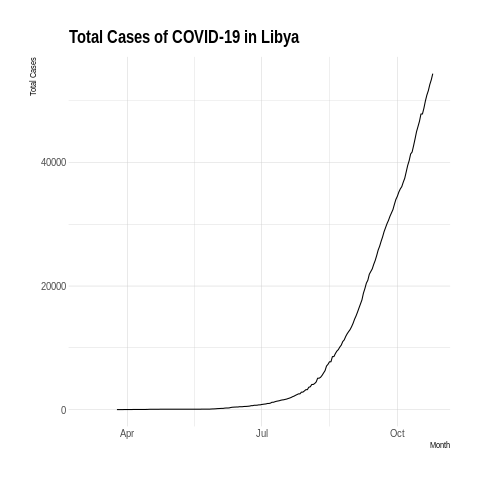 Total Cases of COVID-19 in Libya
Total Cases
40000
20000
0
Apr Jul Oct
Month